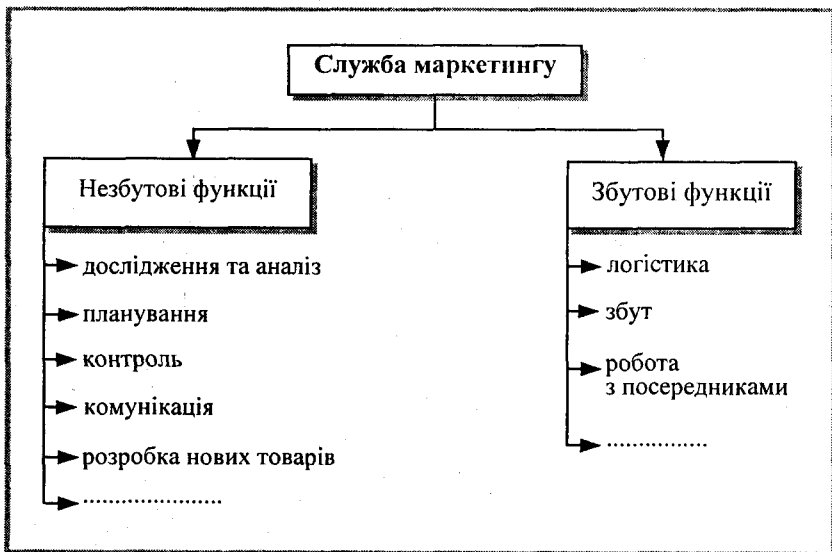 Служба маркетингу
Незбутові функції
дослідження та аналіз
планування
контроль
комунікація
розробка нових товарів
......................
Збутові функції
логістика
збут
робота
з посередниками
................